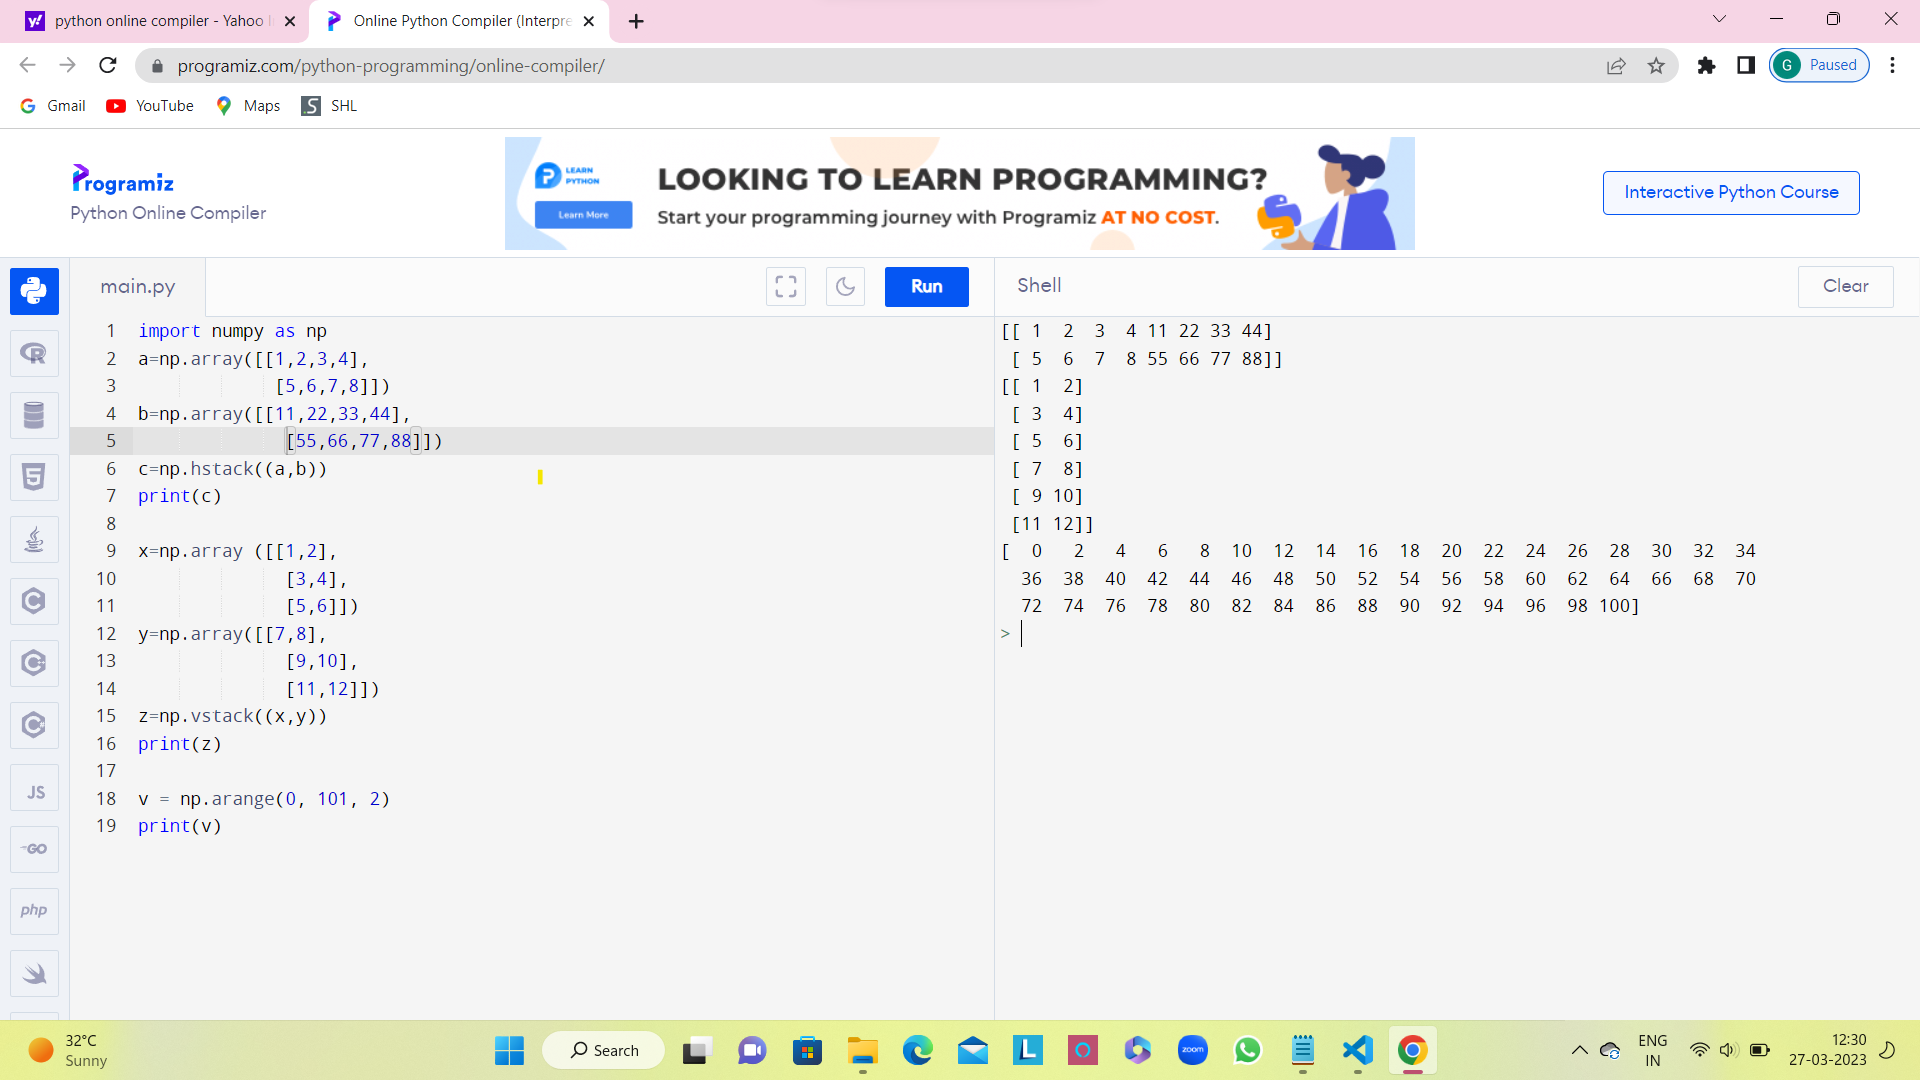 python online compiler - Yahoo I
Online Python Compiler (Interpre
programiz.com/python-programming/online-compiler/
G
Paused
Gmail
YouTube
Maps
SHL
Programiz
Python Online Compiler
LEARN
PYTHON
Learn More
LOOKING TO LEARN PROGRAMMING?
Start your programming journey with Programiz AT NO COST.
Interactive Python Course
main.py
Run
Shell
Clear
1 import numpy as np
2 a=np.array([[1,2,3,4],
3 [5,6,7,8]])
4 b=np.array([[11,22,33,44],
5 [55,66,77,88]])
6 c=np.hstack((a,b))
7 print(c)
8
9 x=np.array ([[1,2],
10 [3,4],
11 [5,6]])
12 y=np.array([[7,8],
13 [9,10],
14 [11,12]])
15 z=np.vstack((x,y))
16 print(z)
17
18 v = np.arange(0, 101, 2)
19 print(v)
[[ 1  2  3  4 11 22 33 44]
 [ 5  6  7  8 55 66 77 88]]
[[ 1  2]
 [ 3  4]
 [ 5  6]
 [ 7  8]
 [ 9 10]
 [11 12]]
[  0   2   4   6   8  10  12  14  16  18  20  22  24  26  28  30  32  34
  36  38  40  42  44  46  48  50  52  54  56  58  60  62  64  66  68  70
  72  74  76  78  80  82  84  86  88  90  92  94  96  98 100]
>
R
JS
GO
php
32°C
Sunny
Search
zoom
ENG
IN
12:30
27-03-2023